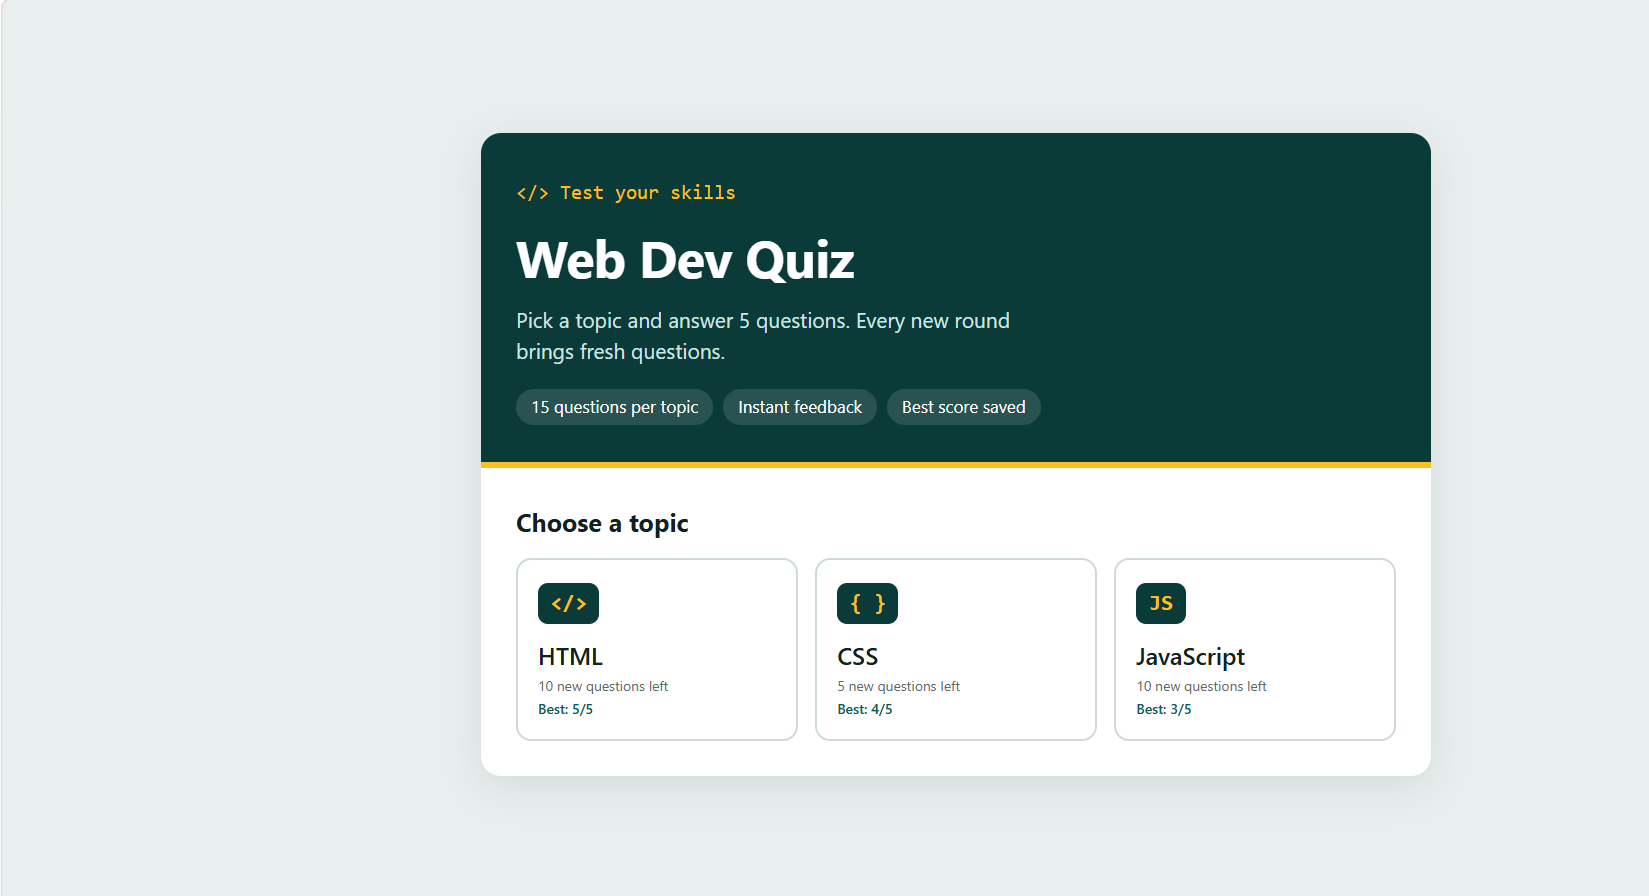 </> Test your skills
Web Dev Quiz
Pick a topic and answer 5 questions. Every new round
brings fresh questions.
15 questions per topic
Instant feedback
Best score saved
Choose a topic
</>
HTML
10 new questions left
Best: 5/5
{ }
CSS
5 new questions left
Best: 4/5
JS
JavaScript
10 new questions left
Best: 3/5